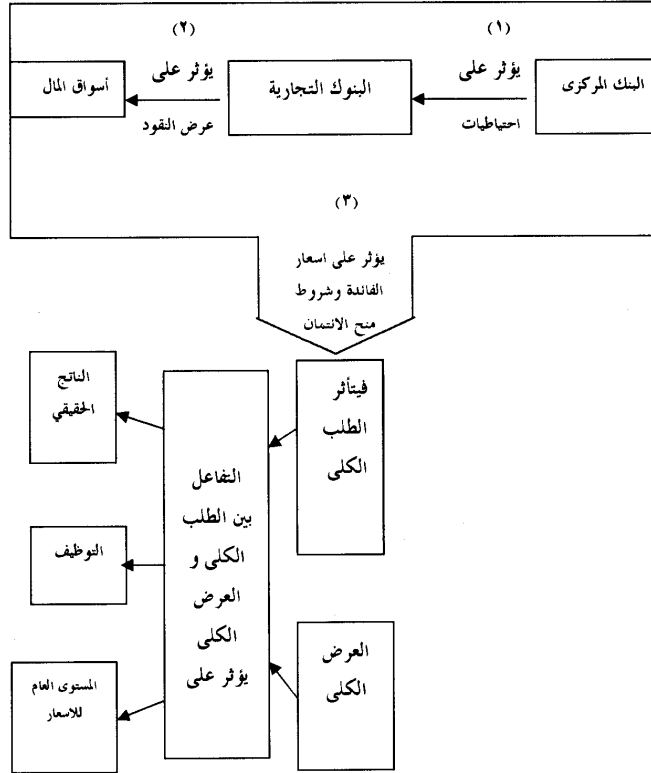 (١)
(٢)
البنك المركزى
يؤثر على
احتياطيات
البنوك التجارية
يؤثر على
عرض النقود
أسواق المال
(٣)
يؤثر على اسعار
الفائدة وشروط
منح الائتمان
فيتأثر
الطلب
الكلى
العرض
الكلى
التفاعل
بين الطلب
الكلى و
العرض
الكلى
يؤثر على
الناتج
الحقيقي
التوظيف
المستوى العام
للاسعار